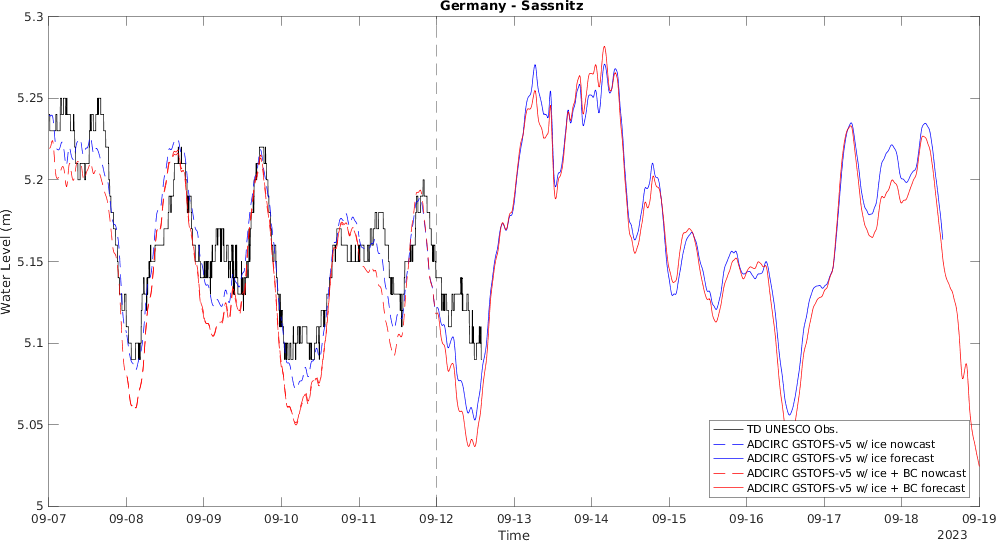 Germany - Sassnitz
5.3
5.25
5.2
5.15
5.1
5.05
5
Water Level (m)
09-07 09-08 09-09 09-10 09-11 09-12 09-13 09-14 09-15 09-16 09-17 09-18 09-19
Time
2023
TD UNESCO Obs.
ADCIRC GSTOFS-v5 w/ ice nowcast
ADCIRC GSTOFS-v5 w/ ice forecast
ADCIRC GSTOFS-v5 w/ ice + BC nowcast
ADCIRC GSTOFS-v5 w/ ice + BC forecast